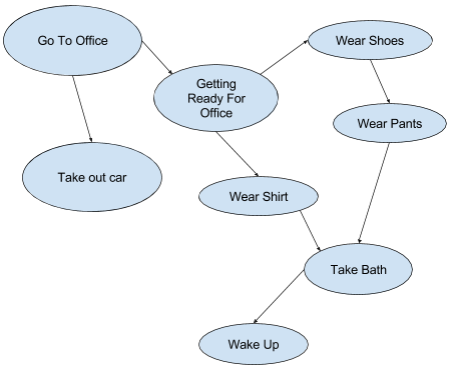 Go To Office
Wear Shoes
Getting
Ready For
Office
Wear Pants
Take out car
Wear Shirt
Take Bath
Wake Up